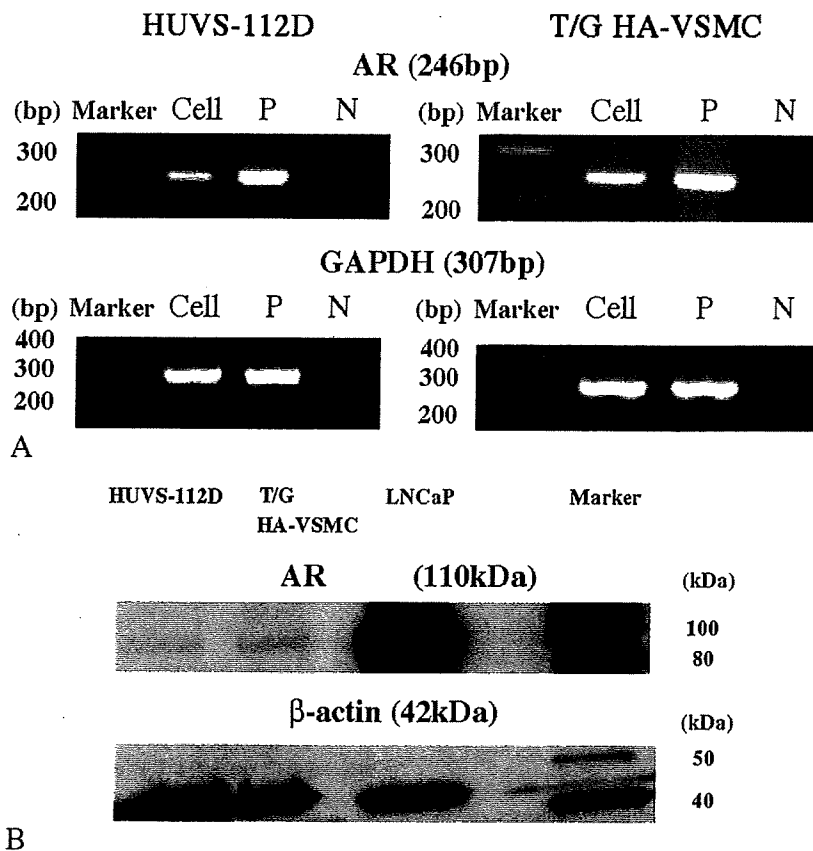 HUVS-112D T/G HA-VSMC
AR (246bp)
(bp) Marker Cell P N (bp) Marker Cell P N
300 300
200 200
GAPDH (307bp)
(bp) Marker Cell P N (bp) Marker Cell P N
400 400
300 300
200 200
A
HUVS-112D T/G HA-VSMC LNCaP Marker
AR (110kDa) (kDa)
100
80
β-actin (42kDa) (kDa)
50
40
B